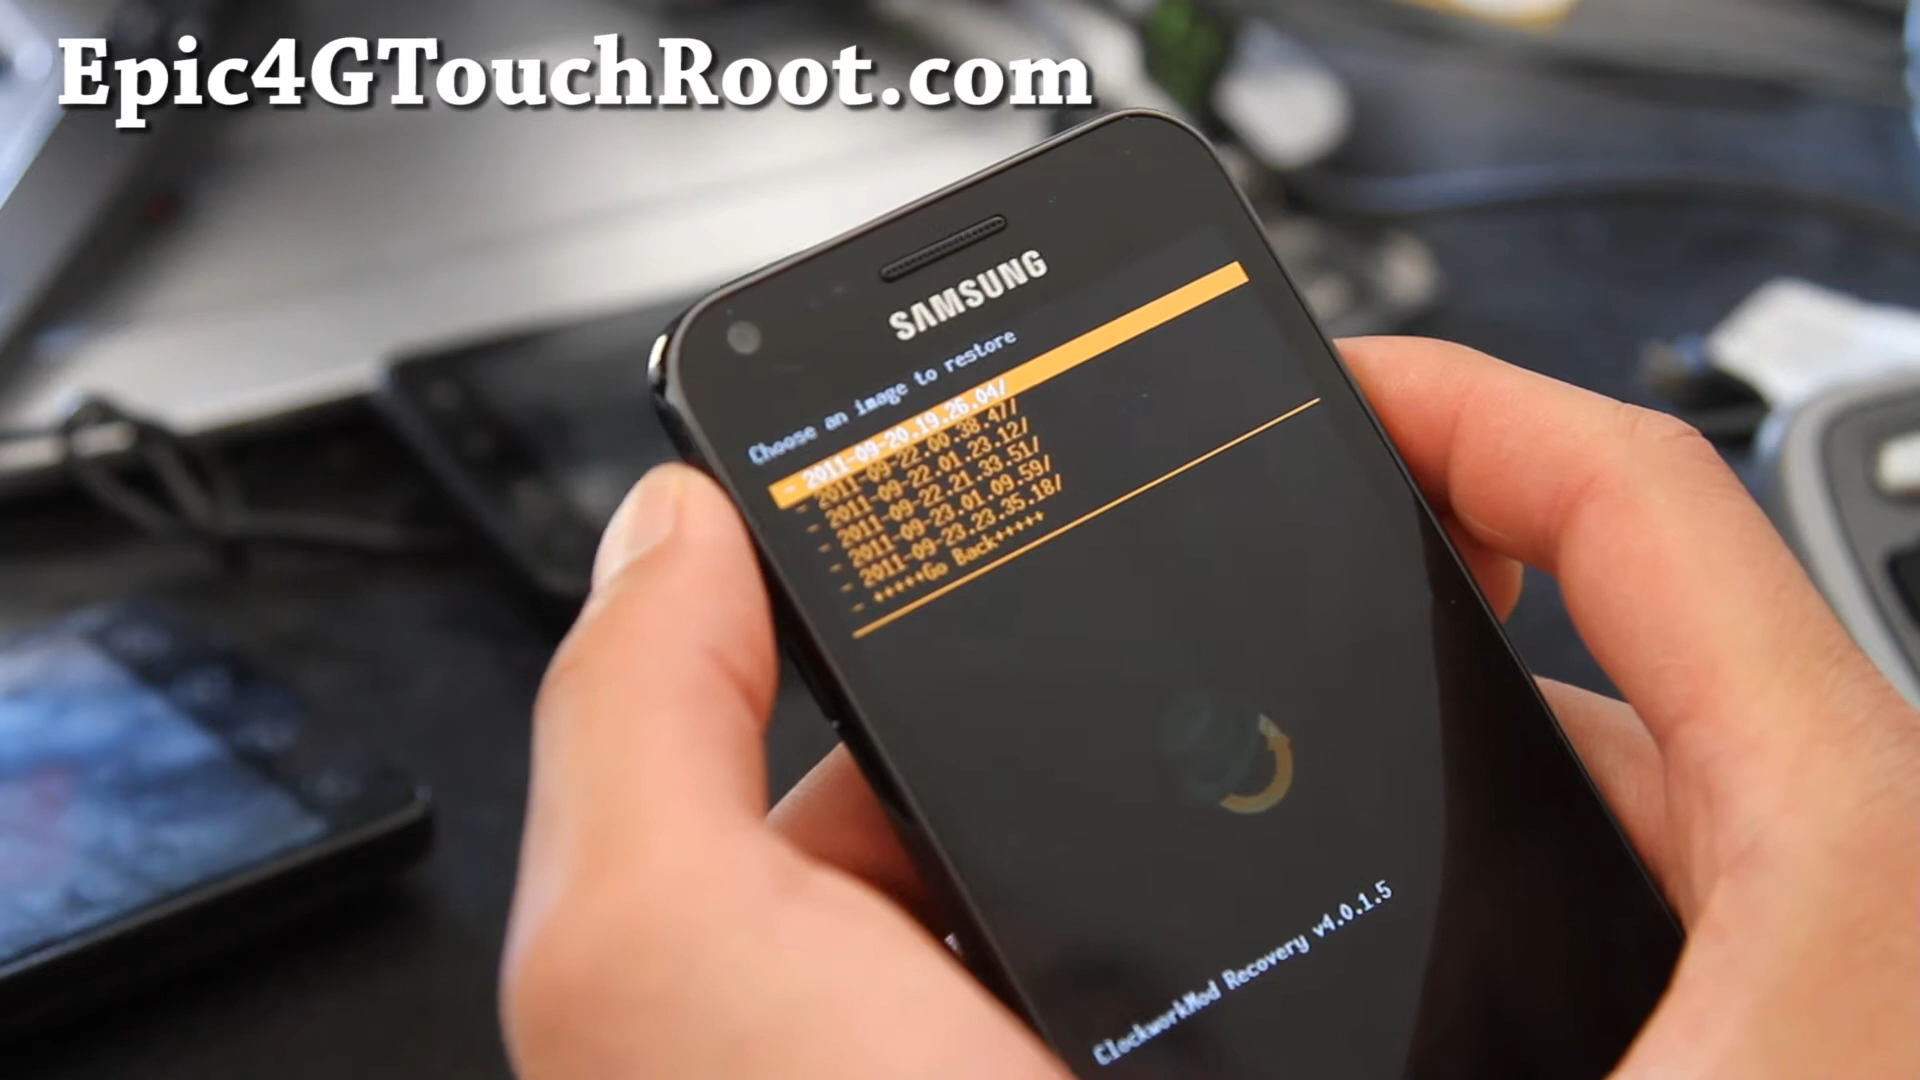 Epic4GTouchRoot.com
SAMSUNG
Choose an image to restore
- 2011-09-20.19.26.04/
- 2011-09-22.00.38.47/
- 2011-09-22.01.23.12/
- 2011-09-22.21.33.51/
- 2011-09-23.01.09.59/
- 2011-09-23.23.35.18/
- +++++Go Back+++++
ClockworkMod Recovery v4.0.1.5